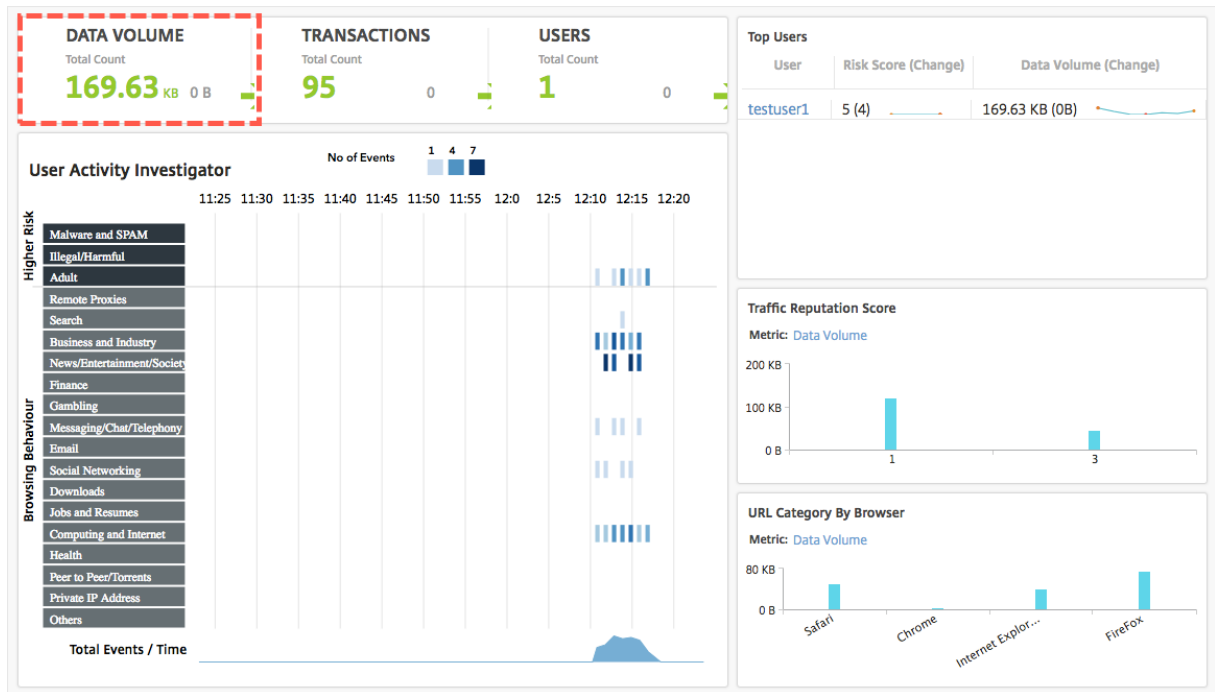 DATA VOLUME
Total Count
169.63 KB 0 B
TRANSACTIONS
Total Count
95 0
USERS
Total Count
1 0
User Activity Investigator
No of Events
1 4 7
11:25 11:30 11:35 11:40 11:45 11:50 11:55 12:0 12:5 12:10 12:15 12:20
Higher Risk
Malware and SPAM
Illegal/Harmful
Adult
Browsing Behaviour
Remote Proxies
Search
Business and Industry
News/Entertainment/Society
Finance
Gambling
Messaging/Chat/Telephony
Email
Social Networking
Downloads
Jobs and Resumes
Computing and Internet
Health
Peer to Peer/Torrents
Private IP Address
Others
Total Events / Time
Top Users
User Risk Score (Change) Data Volume (Change)
testuser1 5 (4) 169.63 KB (0B)
Traffic Reputation Score
Metric: Data Volume
200 KB
100 KB
0 B
1 3
URL Category By Browser
Metric: Data Volume
80 KB
0 B
Safari Chrome Internet Explor... FireFox